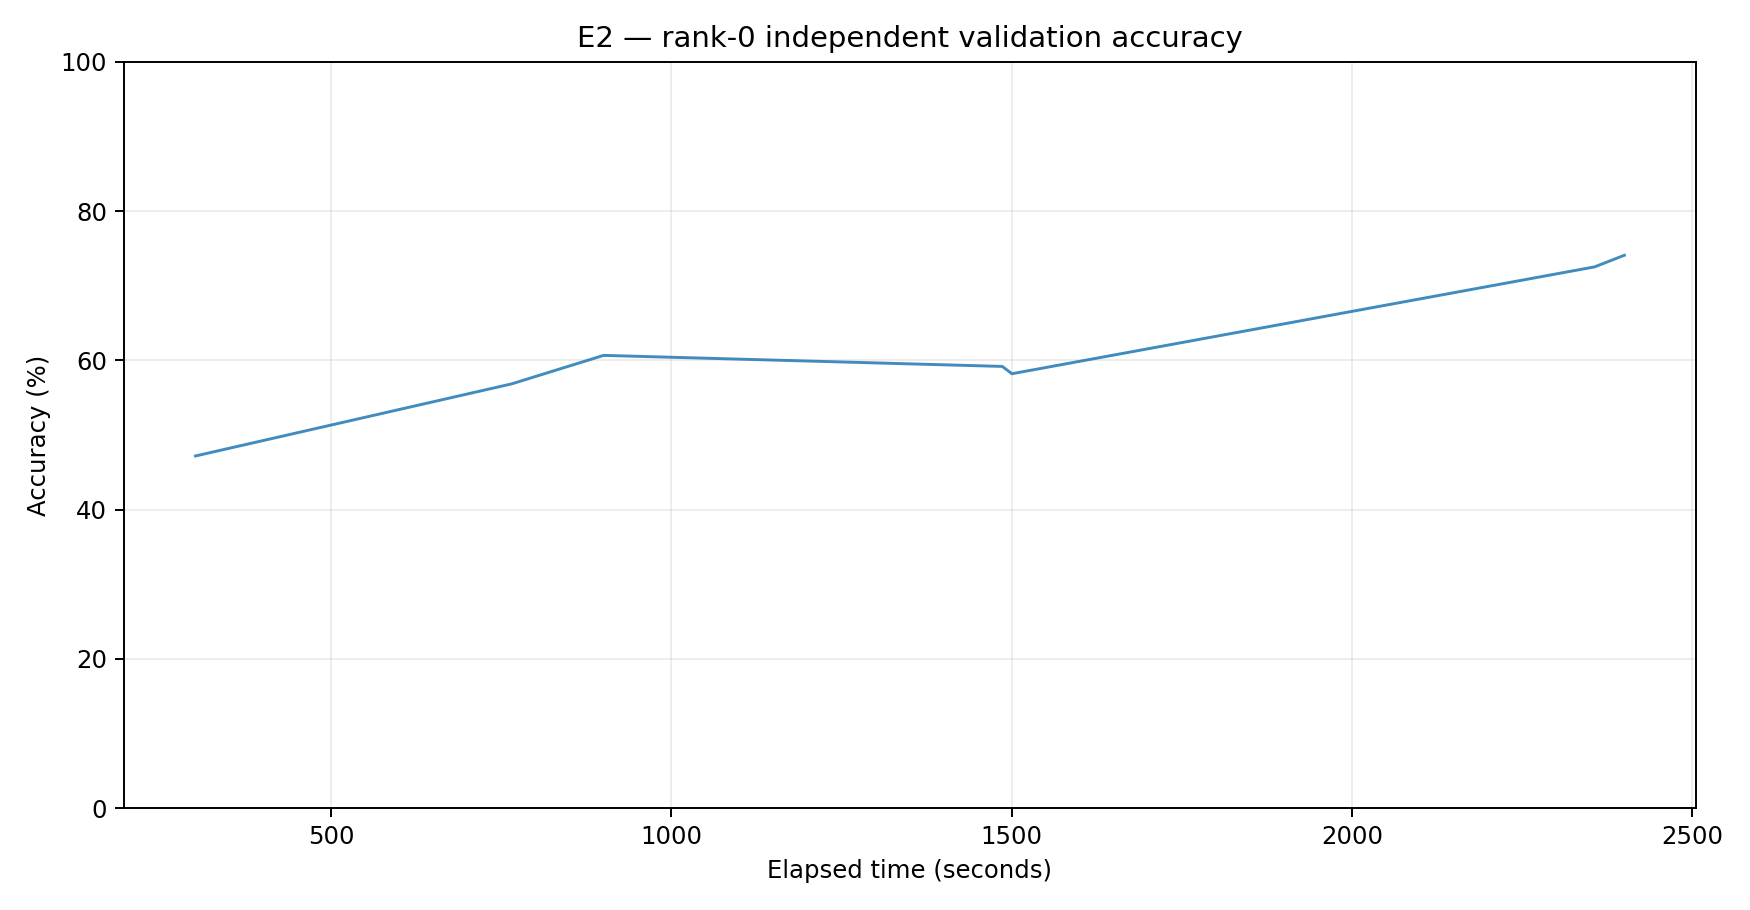 E2 — rank-0 independent validation accuracy
100
80
60
40
20
0
Accuracy (%)
500 1000 1500 2000 2500
Elapsed time (seconds)